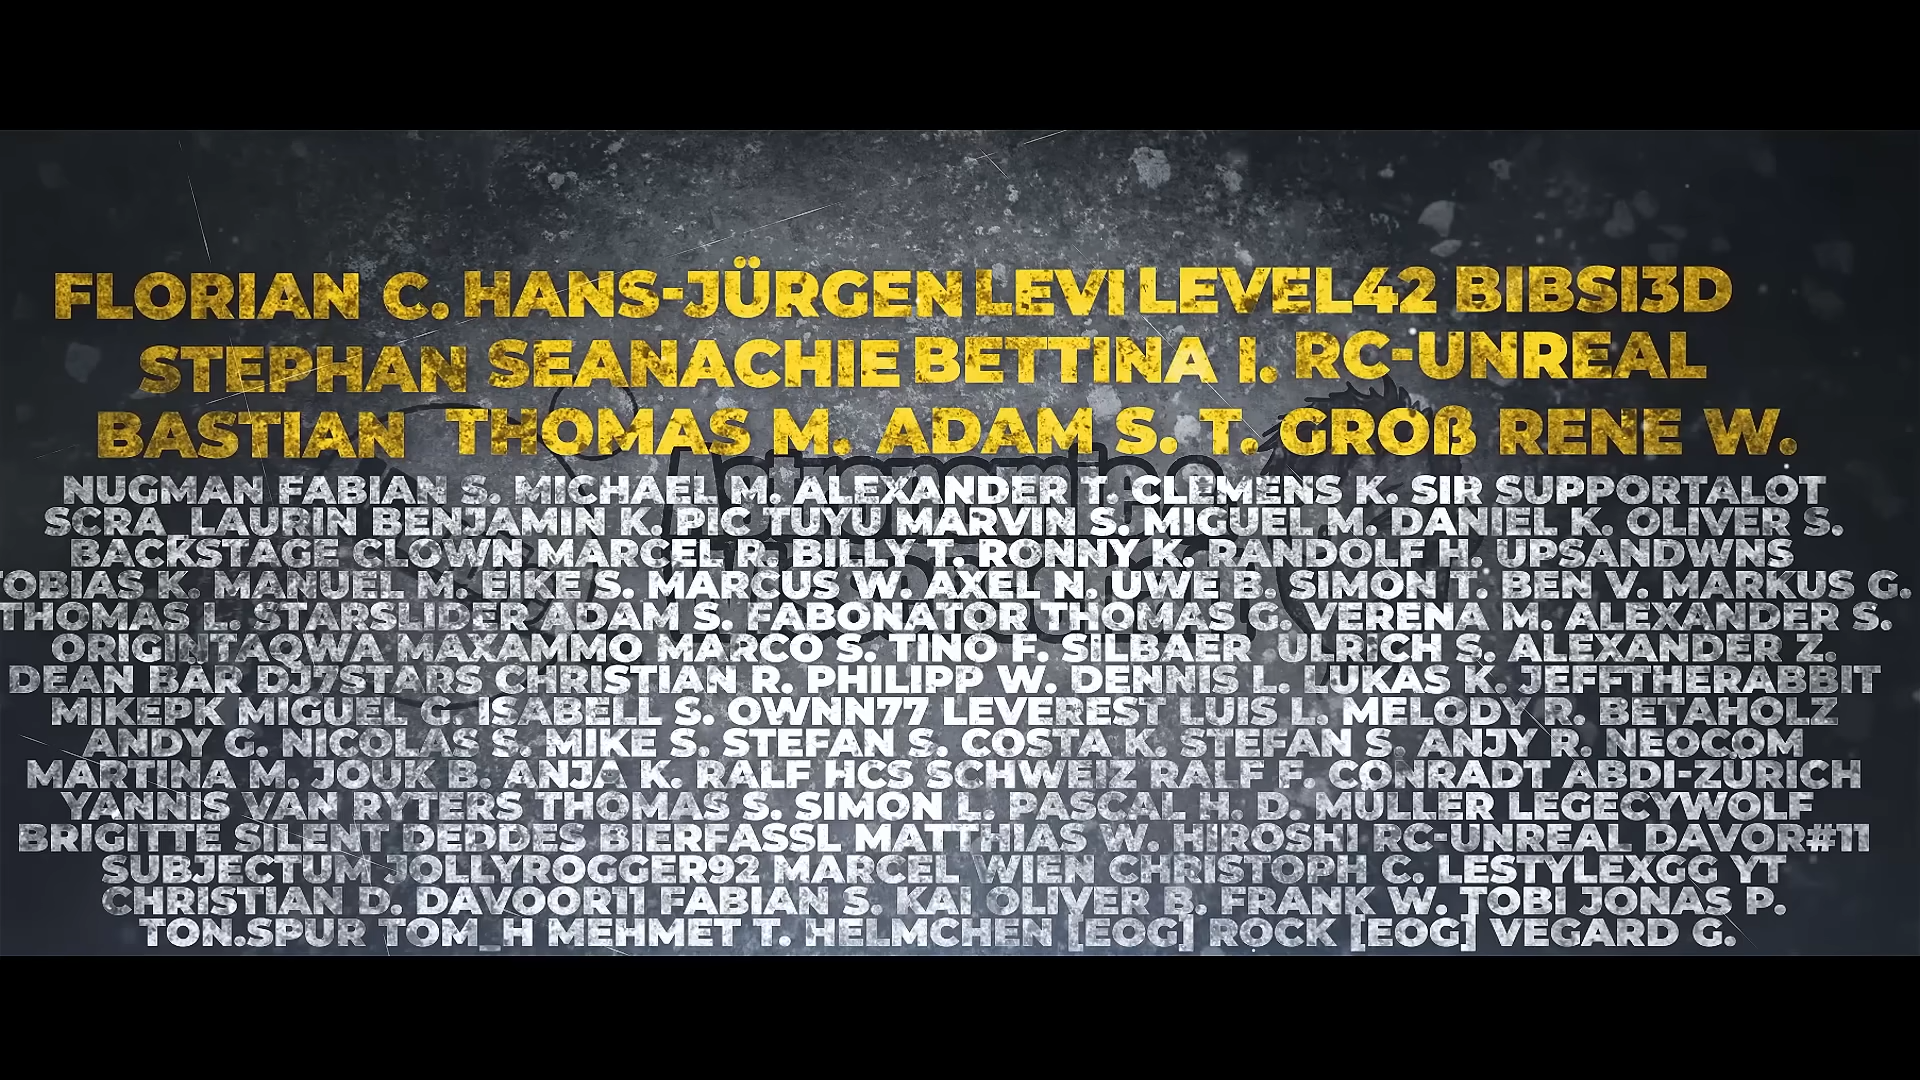 FLORIAN C. HANS-JÜRGEN LEVI LEVEL42 BIBSI3D
STEPHAN SEANACHIE BETTINA I. RC-UNREAL
BASTIAN THOMAS M. ADAM S. T. GROß RENE W.
NUGMAN FABIAN S. MICHAEL M. ALEXANDER T. CLEMENS K. SIR SUPPORTALOT
SCRA_LAURIN BENJAMIN K. PIC TUYU MARVIN S. MIGUEL M. DANIEL K. OLIVER S.
BACKSTAGE CLOWN MARCEL R. BILLY T. RONNY K. RANDOLF H. UPSANDWNS
TOBIAS K. MANUEL M. EIKE S. MARCUS W. AXEL N. UWE B. SIMON T. BEN V. MARKUS G.
THOMAS L. STARSLIDER ADAM S. FABONATOR THOMAS G. VERENA M. ALEXANDER S.
ORIGINTAQWA MAXAMMO MARCO S. TINO F. SILBAER ULRICH S. ALEXANDER Z.
DEAN BÄR DJ7STARS CHRISTIAN R. PHILIPP W. DENNIS L. LUKAS K. JEFFTHERABBIT
MIKEPK MIGUEL G. ISABELL S. OWNN77 LEVEREST LUIS L. MELODY R. BETAHOLZ
ANDY G. NICOLAS S. MIKE S. STEFAN S. COSTA K. STEFAN S. ANJY R. NEOCOM
MARTINA M. JOUK B. ANJA K. RALF HCS SCHWEIZ RALF F. CONRADT ABDI-ZÜRICH
YANNIS VAN RYTERS THOMAS S. SIMON L. PASCAL H. D. MÜLLER LEGECYWOLF
BRIGITTE SILENT DEDDES BIERFASSL MATTHIAS W. HIROSHI RC-UNREAL DAVOR#11
SUBJECTUM JOLLYROGGER92 MARCEL WIEN CHRISTOPH C. LESTYLEXGG YT
CHRISTIAN D. DAVOOR11 FABIAN S. KAI OLIVER B. FRANK W. TOBI JONAS P.
TON.SPUR TOM_H MEHMET T. HELMCHEN [EOG] ROCK [EOG] VEGARD G.